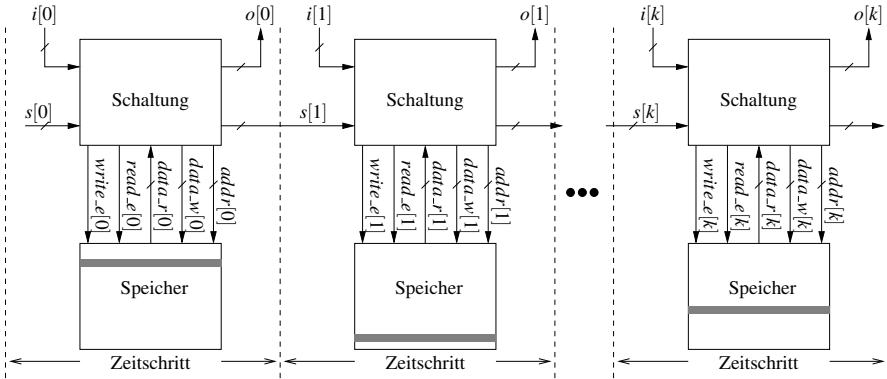 i[0]
o[0]
i[1]
o[1]
i[k]
o[k]
Schaltung
Schaltung
Schaltung
s[0]
s[1]
s[k]
write_e[0]
read_e[0]
data_r[0]
data_w[0]
addr[0]
write_e[1]
read_e[1]
data_r[1]
data_w[1]
addr[1]
write_e[k]
read_e[k]
data_r[k]
data_w[k]
addr[k]
Speicher
Speicher
Speicher
Zeitschritt
Zeitschritt
Zeitschritt